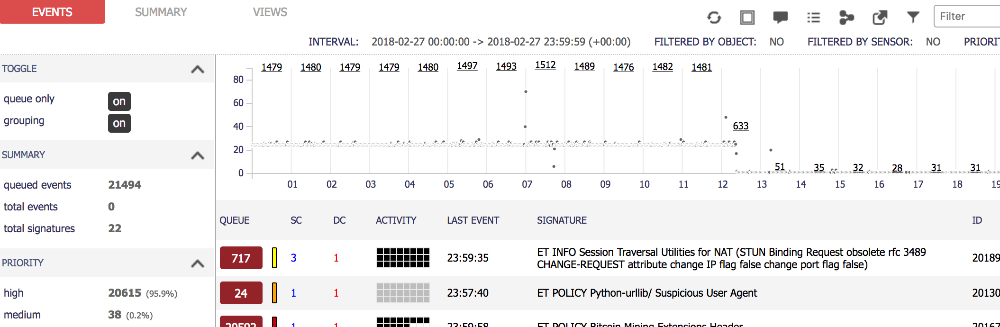 EVENTS SUMMARY VIEWS Filter
INTERVAL: 2018-02-27 00:00:00 -> 2018-02-27 23:59:59 (+00:00) FILTERED BY OBJECT: NO FILTERED BY SENSOR: NO PRIORIT
TOGGLE
queue only on
grouping on
SUMMARY
queued events 21494
total events 0
total signatures 22
PRIORITY
high 20615 (95.9%)
medium 38 (0.2%)
1479 1480 1479 1479 1480 1497 1493 1512 1489 1476 1482 1481
80
60
40 633
20
51 35 32 28 31 31
0
01 02 03 04 05 06 07 08 09 10 11 12 13 14 15 16 17 18 19
QUEUE SC DC ACTIVITY LAST EVENT SIGNATURE ID
717 3 1 23:59:35 ET INFO Session Traversal Utilities for NAT (STUN Binding Request obsolete rfc 3489 20189
CHANGE-REQUEST attribute change IP flag false change port flag false)
24 1 1 23:57:40 ET POLICY Python-urllib/ Suspicious User Agent 20130
20592 1 1 23:59:58 ET POLICY Bitcoin Mining Extensions Header 20167